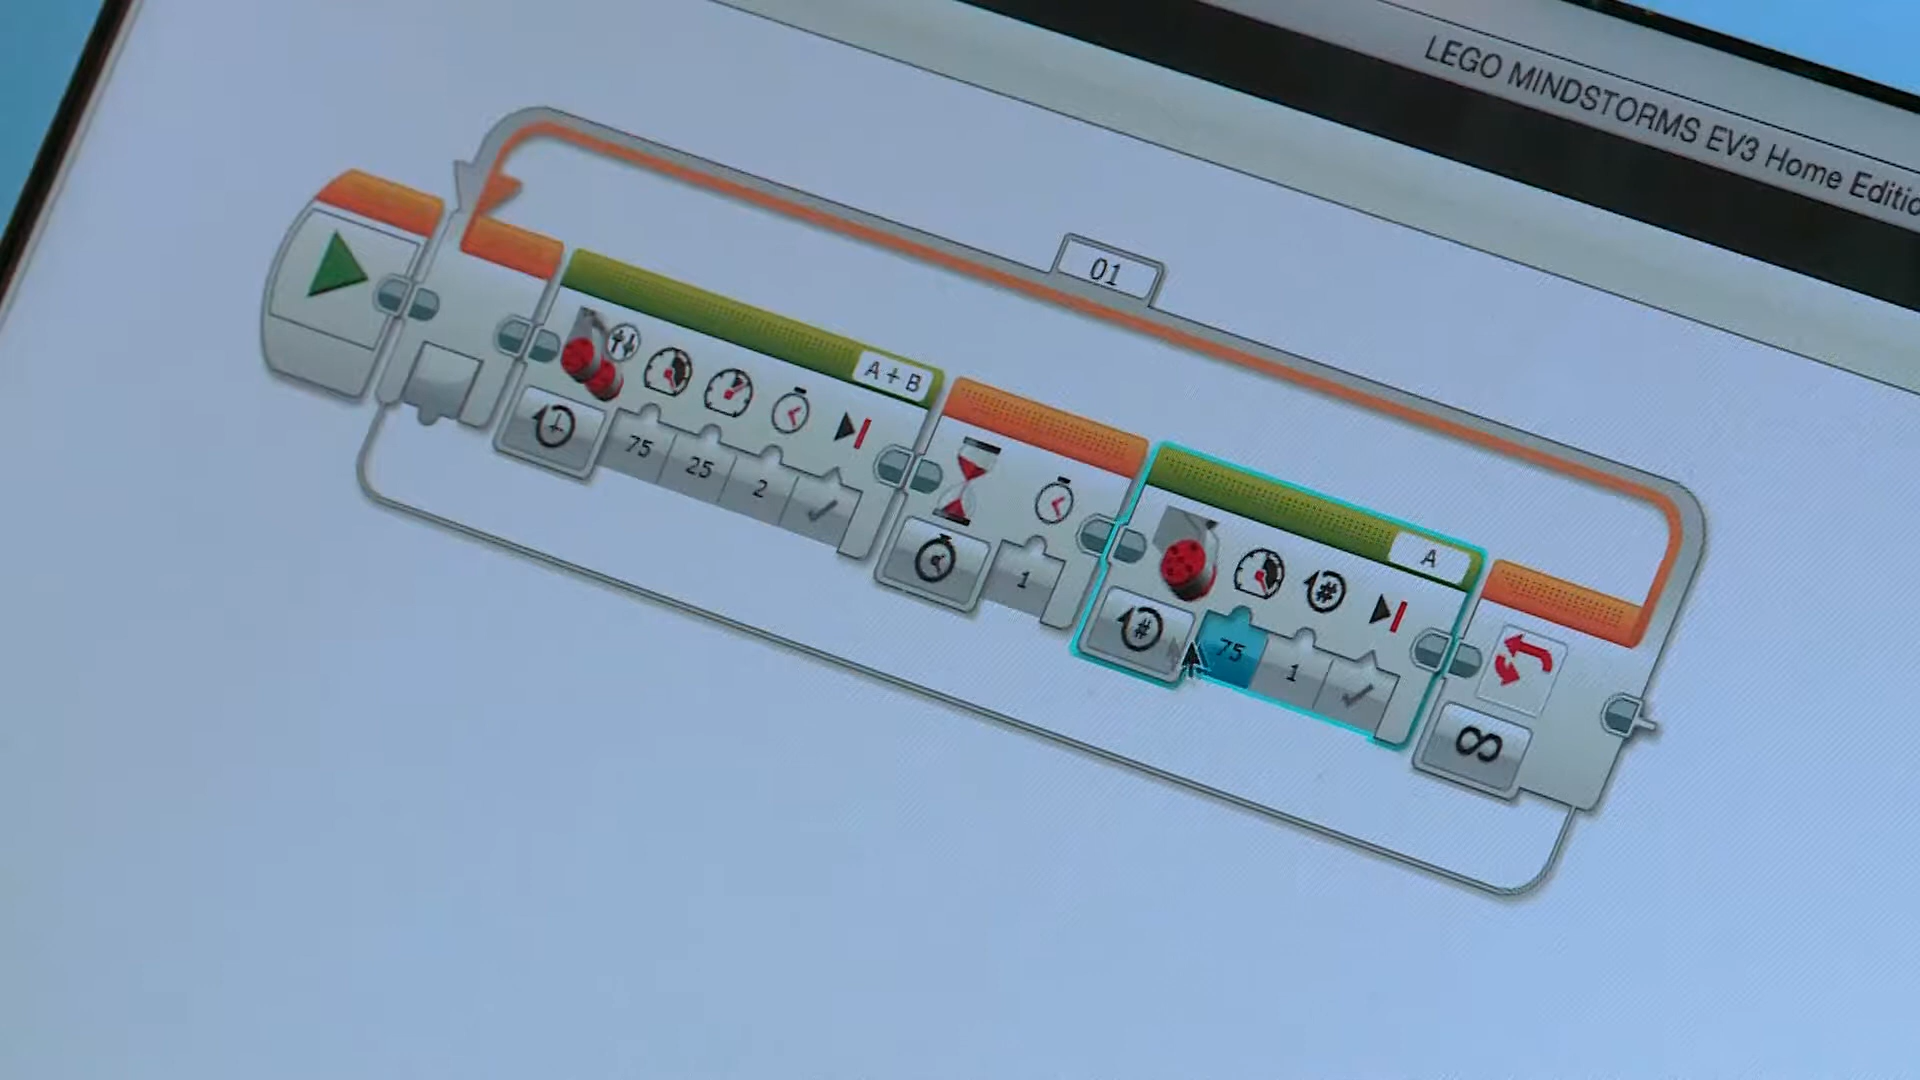 LEGO MINDSTORMS EV3 Home Editio
01
A + B
75 25 2
1
A
#
#
75 1
∞